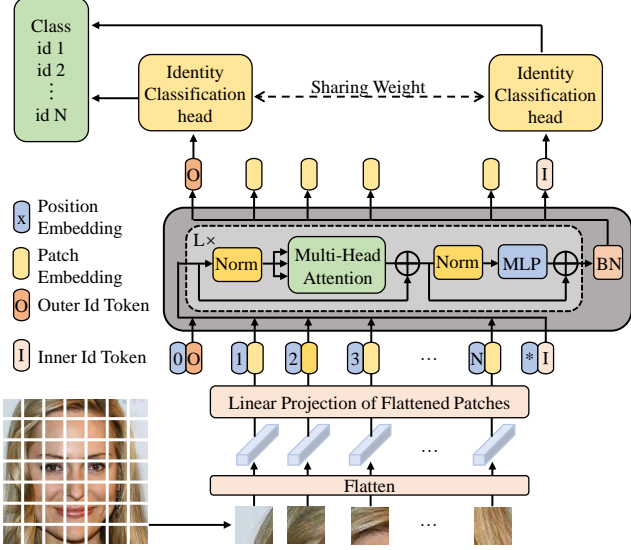 Class
id 1
id 2
⋮
id N
Identity
Classification
head
Sharing Weight
Identity
Classification
head
O
I
x
Position
Embedding
Patch
Embedding
O
Outer Id Token
I
Inner Id Token
L×
Norm
Multi-Head
Attention
Norm
MLP
BN
0 O
1
2
3
...
N
* I
Linear Projection of Flattened Patches
...
Flatten
...